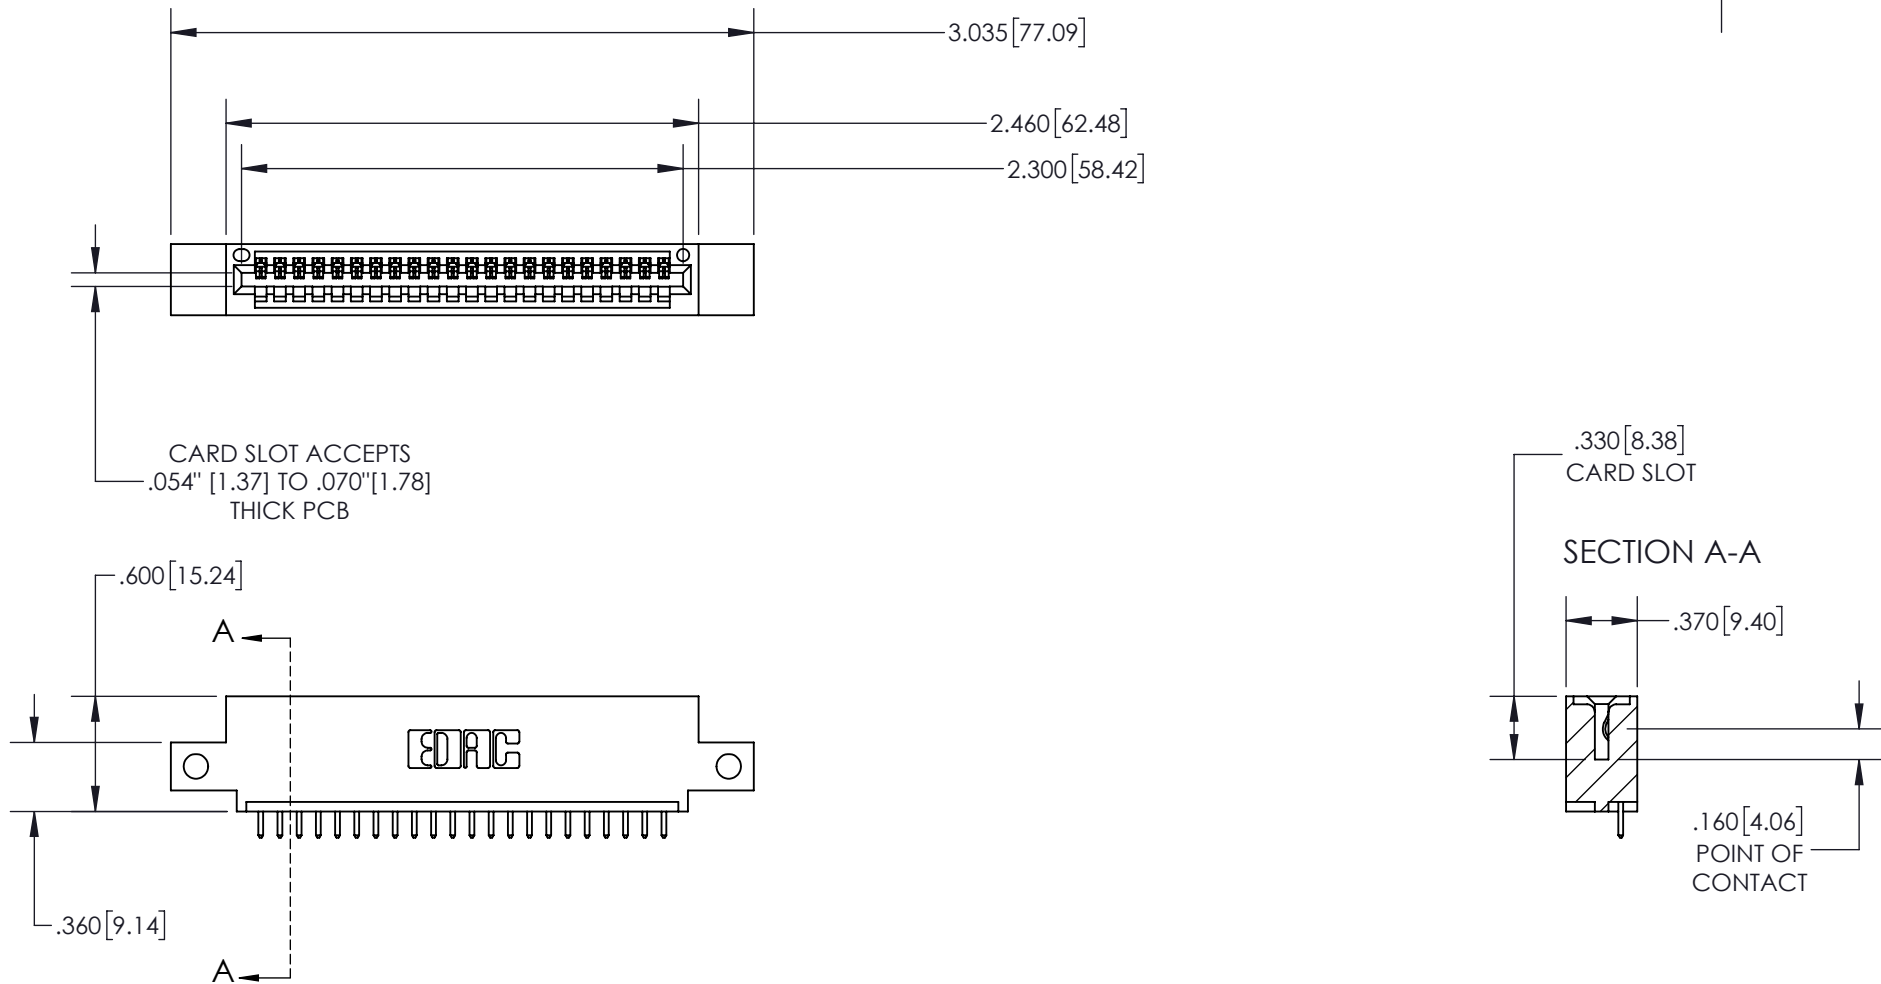 3.035[77.09]
2.460[62.48]
2.300[58.42]
CARD SLOT ACCEPTS
.054" [1.37] TO .070"[1.78]
THICK PCB
.330[8.38]
CARD SLOT
SECTION A-A
.600[15.24]
A
.370[9.40]
EDAC
.160[4.06]
POINT OF
CONTACT
.360[9.14]
A